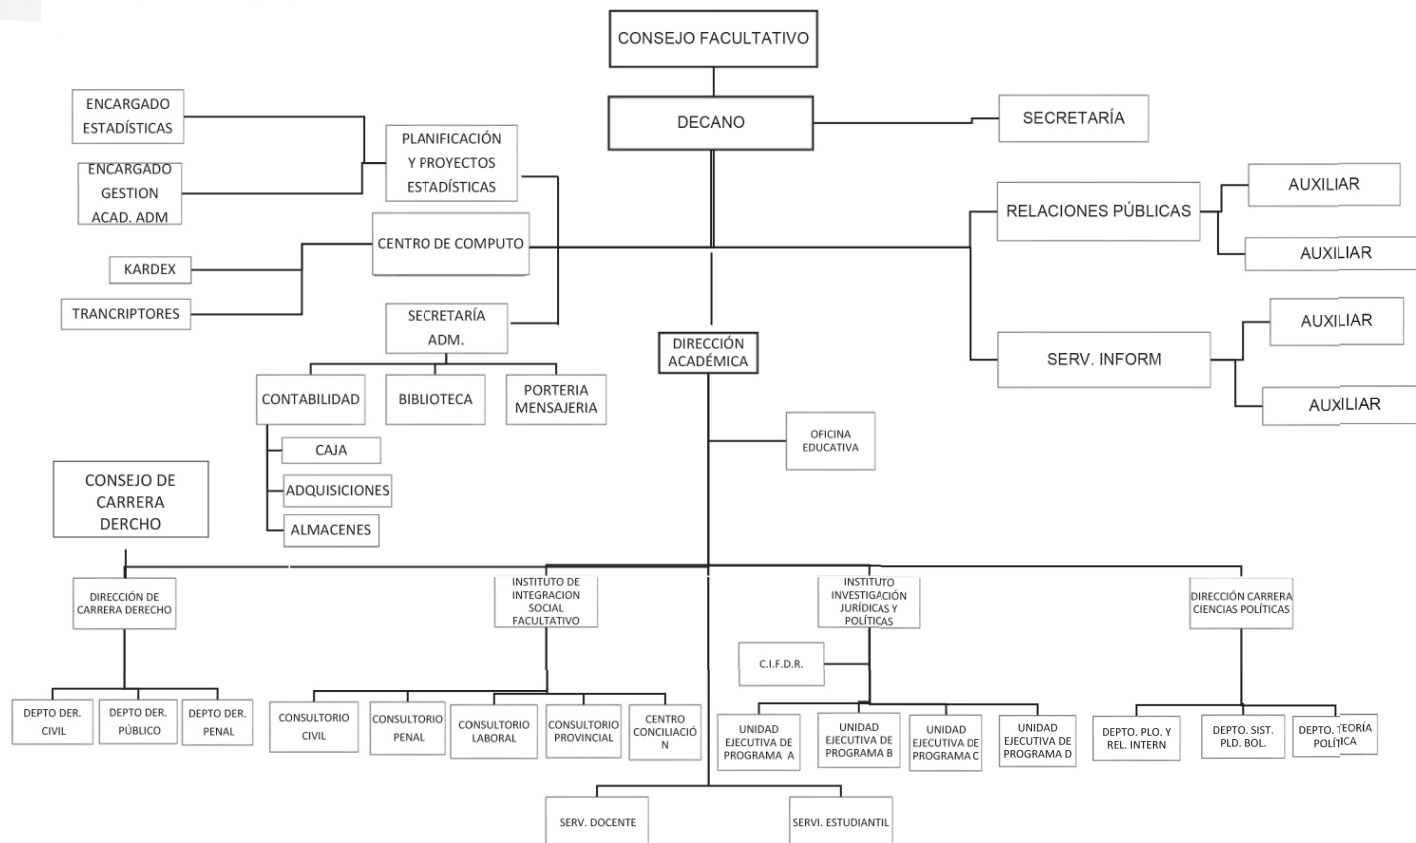 CONSEJO FACULTATIVO
DECANO
SECRETARÍA
ENCARGADO
ESTADÍSTICAS
PLANIFICACIÓN
Y PROYECTOS
ESTADÍSTICAS
ENCARGADO
GESTION
ACAD. ADM
RELACIONES PÚBLICAS
AUXILIAR
AUXILIAR
CENTRO DE COMPUTO
KARDEX
TRANCRIPTORES
SECRETARÍA
ADM.
DIRECCIÓN
ACADÉMICA
SERV. INFORM
AUXILIAR
AUXILIAR
CONTABILIDAD
BIBLIOTECA
PORTERIA
MENSAJERIA
OFICINA
EDUCATIVA
CAJA
ADQUISICIONES
ALMACENES
CONSEJO DE
CARRERA
DERCHO
DIRECCIÓN DE
CARRERA DERECHO
INSTITUTO DE
INTEGRACION
SOCIAL
FACULTATIVO
INSTITUTO
INVESTIGACIÓN
JURÍDICAS Y
POLÍTICAS
DIRECCIÓN CARRERA
CIENCIAS POLÍTICAS
C.I.F.D.R.
DEPTO DER.
CIVIL
DEPTO DER.
PÚBLICO
DEPTO DER.
PENAL
CONSULTORIO
CIVIL
CONSULTORIO
PENAL
CONSULTORIO
LABORAL
CONSULTORIO
PROVINCIAL
CENTRO
CONCILIACIÓ
N
UNIDAD
EJECUTIVA DE
PROGRAMA A
UNIDAD
EJECUTIVA DE
PROGRAMA B
UNIDAD
EJECUTIVA DE
PROGRAMA C
UNIDAD
EJECUTIVA DE
PROGRAMA D
DEPTO. PLO. Y
REL. INTERN
DEPTO. SIST.
PLD. BOL.
DEPTO. TEORÍA
POLÍTICA
SERV. DOCENTE
SERVI. ESTUDIANTIL